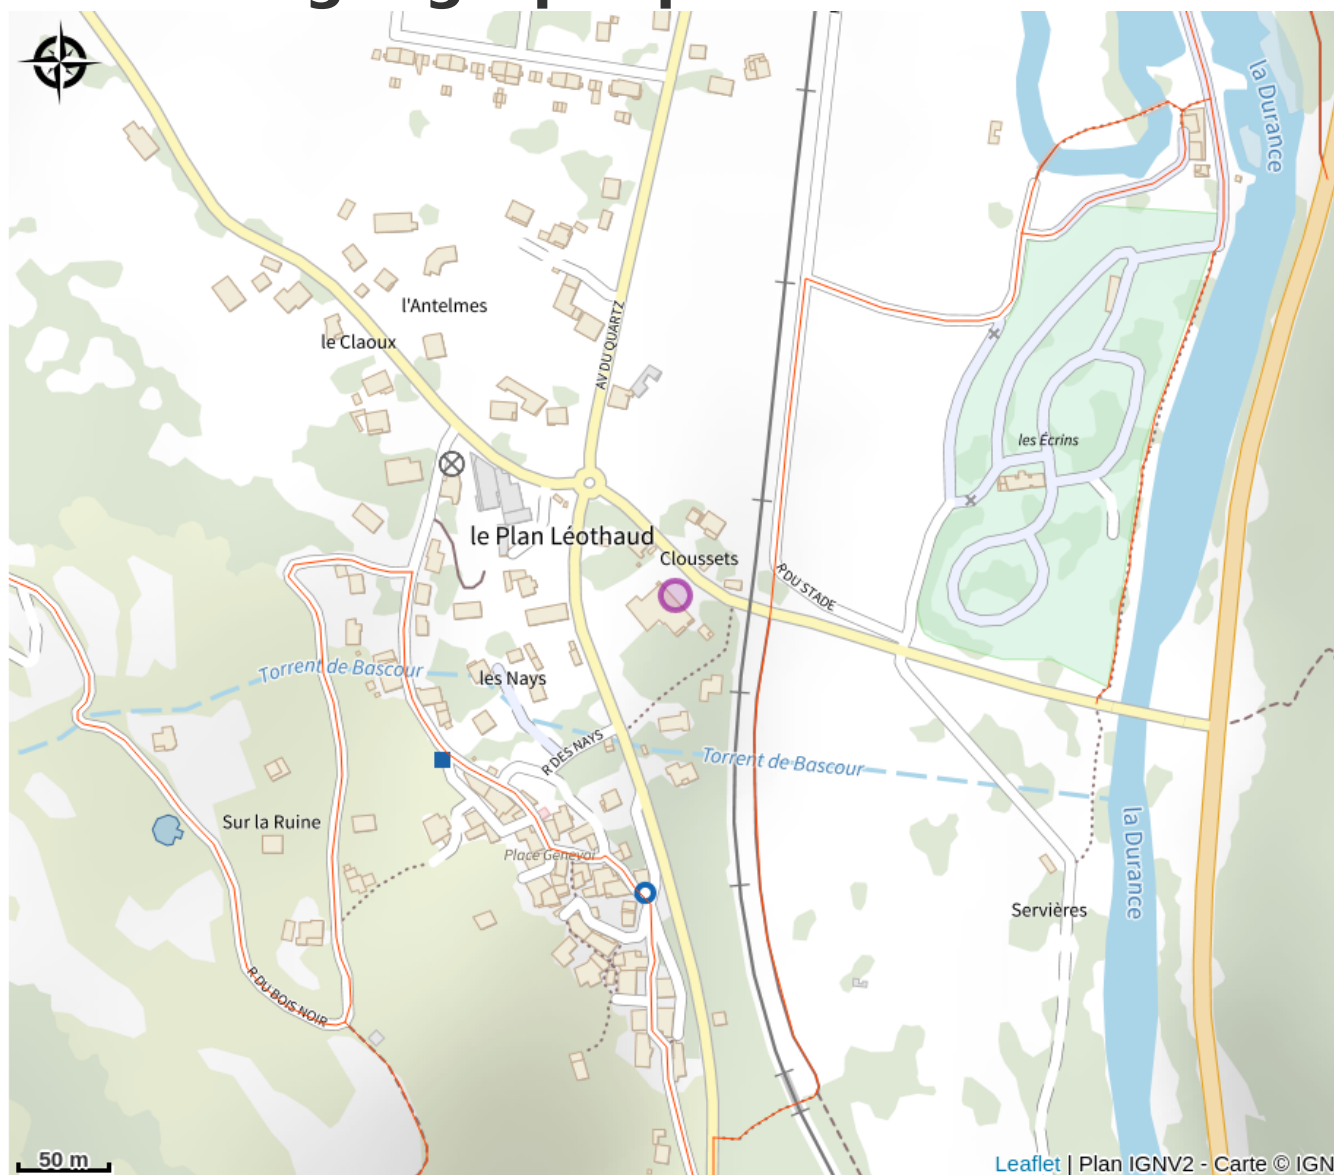 la Durance
l'Antelmes
le Claoux
AV DU QUARTZ
les Écrins
le Plan Léothaud
Cloussets
R DU STADE
Torrent de Bascour
les Nays
R DES NAYS
Torrent de Bascour
Sur la Ruine
Place Genevoi
la Durance
Servières
R DU BOIS NOIR
50 m
Leaflet | Plan IGNV2 - Carte © IGN